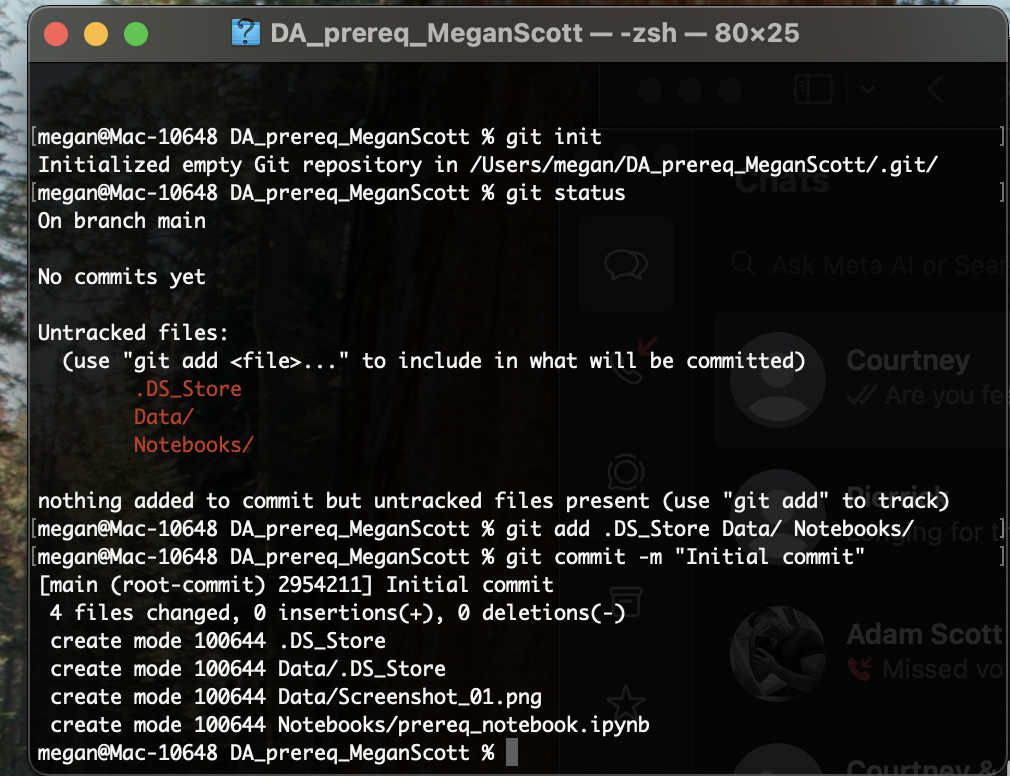 DA_prereq_MeganScott — -zsh — 80×25
[megan@Mac-10648 DA_prereq_MeganScott % git init ]
Initialized empty Git repository in /Users/megan/DA_prereq_MeganScott/.git/
[megan@Mac-10648 DA_prereq_MeganScott % git status ]
On branch main
No commits yet
Untracked files:
(use "git add <file>..." to include in what will be committed)
.DS_Store
Data/
Notebooks/
nothing added to commit but untracked files present (use "git add" to track)
[megan@Mac-10648 DA_prereq_MeganScott % git add .DS_Store Data/ Notebooks/ ]
[megan@Mac-10648 DA_prereq_MeganScott % git commit -m "Initial commit" ]
[main (root-commit) 2954211] Initial commit
4 files changed, 0 insertions(+), 0 deletions(-)
create mode 100644 .DS_Store
create mode 100644 Data/.DS_Store
create mode 100644 Data/Screenshot_01.png
create mode 100644 Notebooks/prereq_notebook.ipynb
megan@Mac-10648 DA_prereq_MeganScott %
Chats
Ask Meta AI or Sear
Courtney
Are you fe
Adam Scott
Missed vo
Courtney &